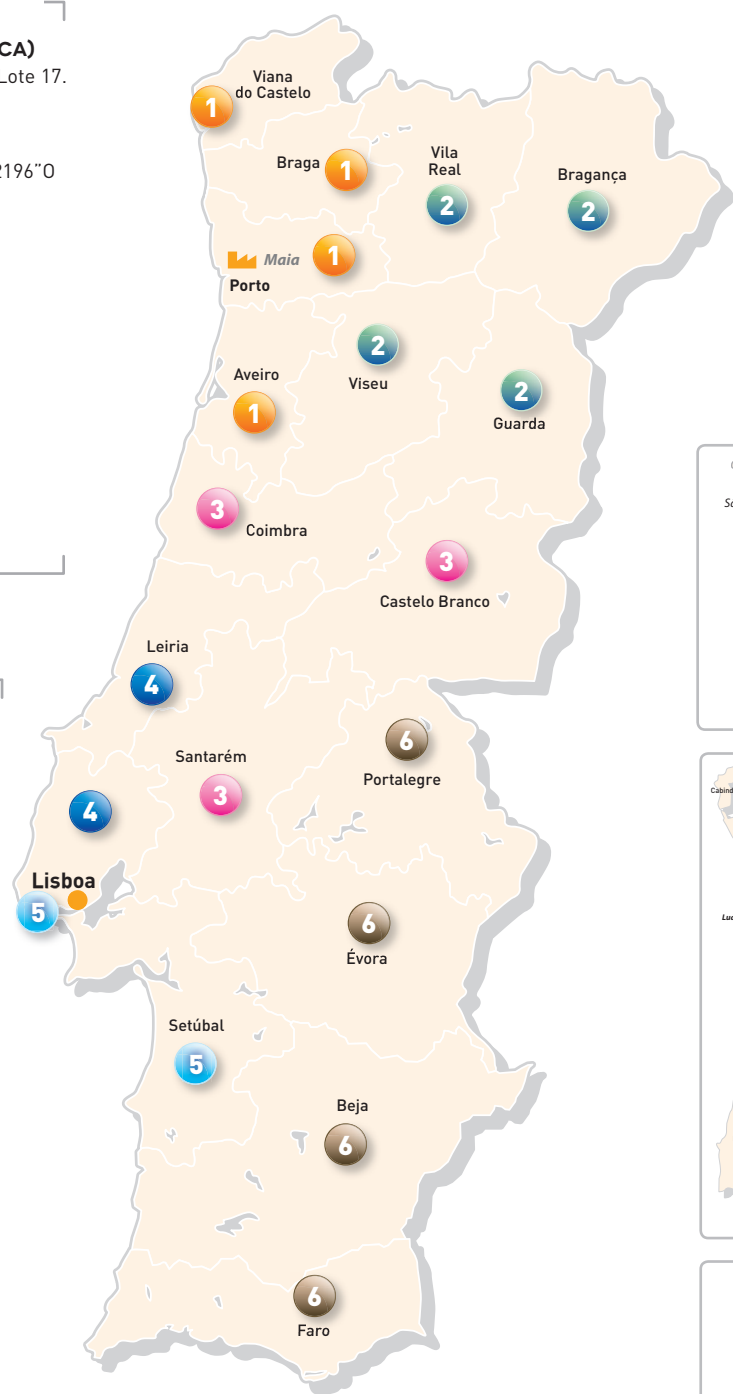 CA)
Lote 17.
2196"O
Viana
do Castelo
1
Braga
1
Vila
Real
2
Bragança
2
Maia
1
Porto
2
Viseu
Aveiro
1
2
Guarda
3
Coimbra
3
Castelo Branco
Leiria
4
6
Portalegre
Santarém
3
4
Lisboa
5
6
Évora
Setúbal
5
Beja
6
6
Faro
Cabind